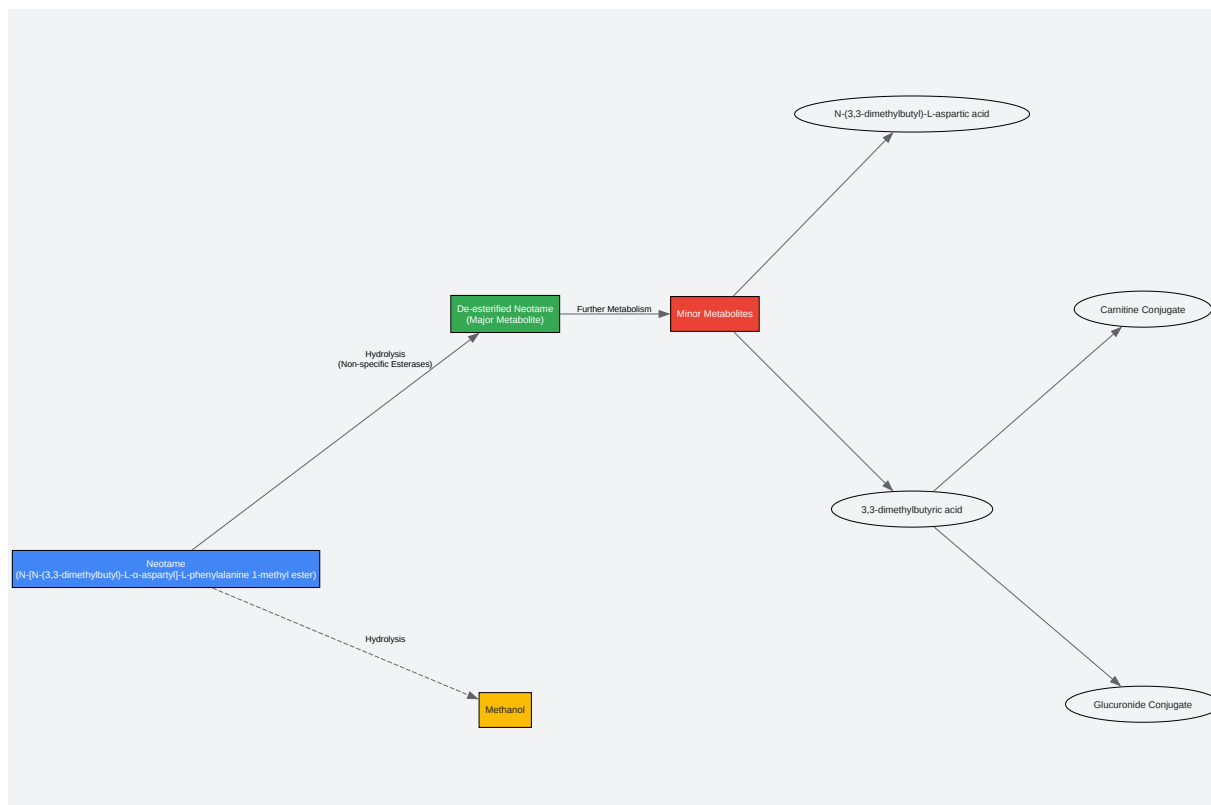 N-(3,3-dimethylbutyl)-L-aspartic acid
De-esterified Neotame
(Major Metabolite)
Further Metabolism
Minor Metabolites
Carnitine Conjugate
Hydrolysis
(Non-specific Esterases)
3,3-dimethylbutyric acid
Neotame
(N-[N-(3,3-dimethylbutyl)-L-α-aspartyl]-L-phenylalanine 1-methyl ester)
Hydrolysis
Methanol
Glucuronide Conjugate